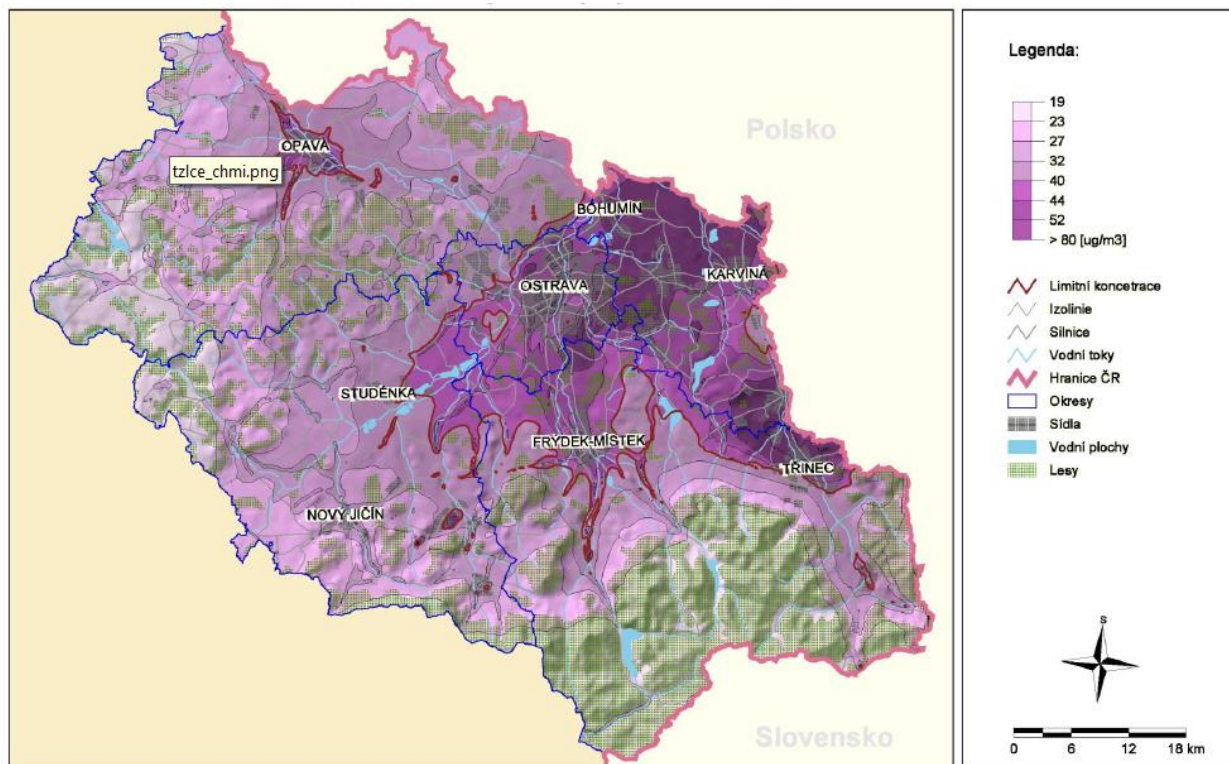 Polsko
OPAVA
tzlce_chmi.png
BOHUMÍN
KARVINÁ
OSTRAVA
STUDÉNKA
FRÝDEK-MÍSTEK
TŘINEC
NOVÝ JIČÍN
Slovensko
Legenda:
19
23
27
32
40
44
52
> 80 [ug/m3]
Limitní koncetrace
Izolinie
Silnice
Vodní toky
Hranice ČR
Okresy
Sídla
Vodní plochy
Lesy
S
0 6 12 18 km